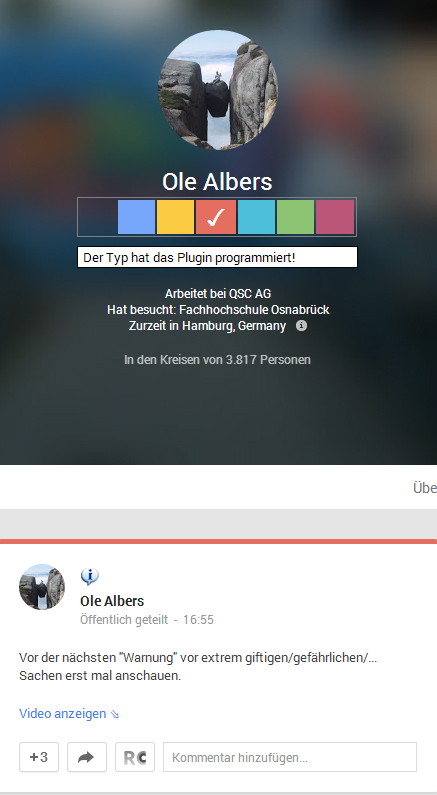 Ole Albers
Der Typ hat das Plugin programmiert!
Arbeitet bei QSC AG
Hat besucht: Fachhochschule Osnabrück
Zurzeit in Hamburg, Germany
In den Kreisen von 3.817 Personen
Übe
Ole Albers
Öffentlich geteilt - 16:55
Vor der nächsten "Warnung" vor extrem giftigen/gefährlichen/...
Sachen erst mal anschauen.
Video anzeigen ⇘
+3 RC Kommentar hinzufügen...